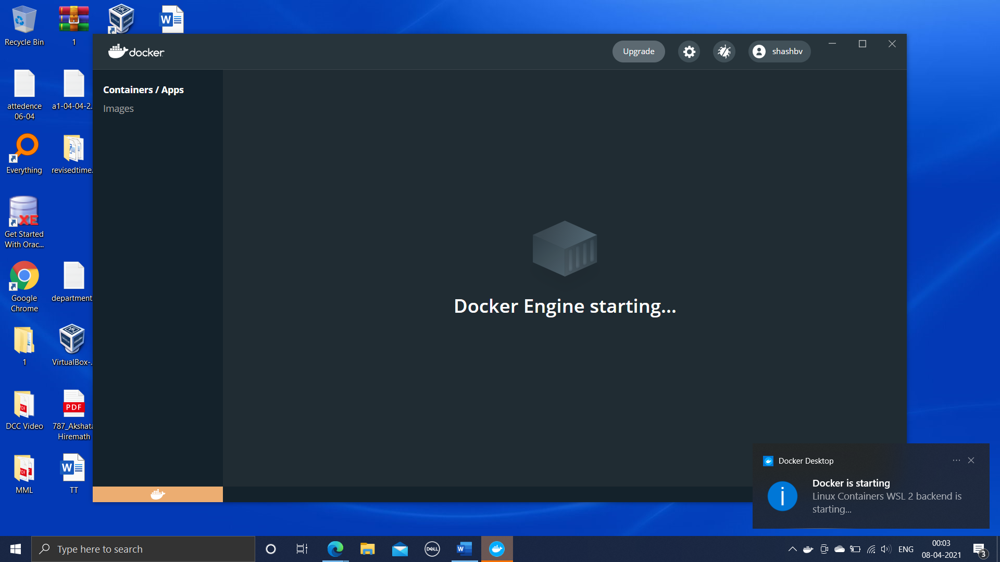 Recycle Bin
1
attedence
06-04
a1-04-04-2...
Everything
revisedtime...
Get Started
With Orac...
XE
Google
Chrome
department
1
VirtualBox-...
DCC Video
PDF
787_Akshata
Hiremath
MML
TT
docker
Upgrade
shashbv
Containers / Apps
Images
Docker Engine starting...
Docker Desktop
Docker is starting
Linux Containers WSL 2 backend is
starting...
Type here to search
DELL
W
ENG
00:03
08-04-2021
3